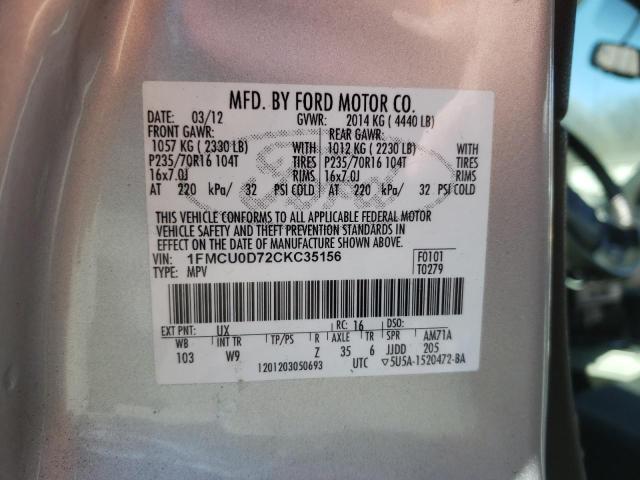 MFD. BY FORD MOTOR CO.
DATE: 03/12 GVWR: 2014 KG ( 4440 LB)
FRONT GAWR: REAR GAWR:
1057 KG ( 2330 LB) WITH 1012 KG ( 2230 LB) WITH
P235/70R16 104T TIRES P235/70R16 104T TIRES
16x7.0J RIMS 16x7.0J RIMS
AT 220 kPa/ 32 PSI COLD AT 220 kPa/ 32 PSI COLD
Ford
THIS VEHICLE CONFORMS TO ALL APPLICABLE FEDERAL MOTOR
VEHICLE SAFETY AND THEFT PREVENTION STANDARDS IN
EFFECT ON THE DATE OF MANUFACTURE SHOWN ABOVE.
VIN: 1FMCU0D72CKC35156 F0101
TYPE: MPV T0279
EXT PNT: UX RC: 16 DSO:
WB INT TR TP/PS R AXLE TR SPR AM71A
103 W9 Z 35 6 JJDD 205
1201203050693 UTC ▽5U5A-1520472-BA